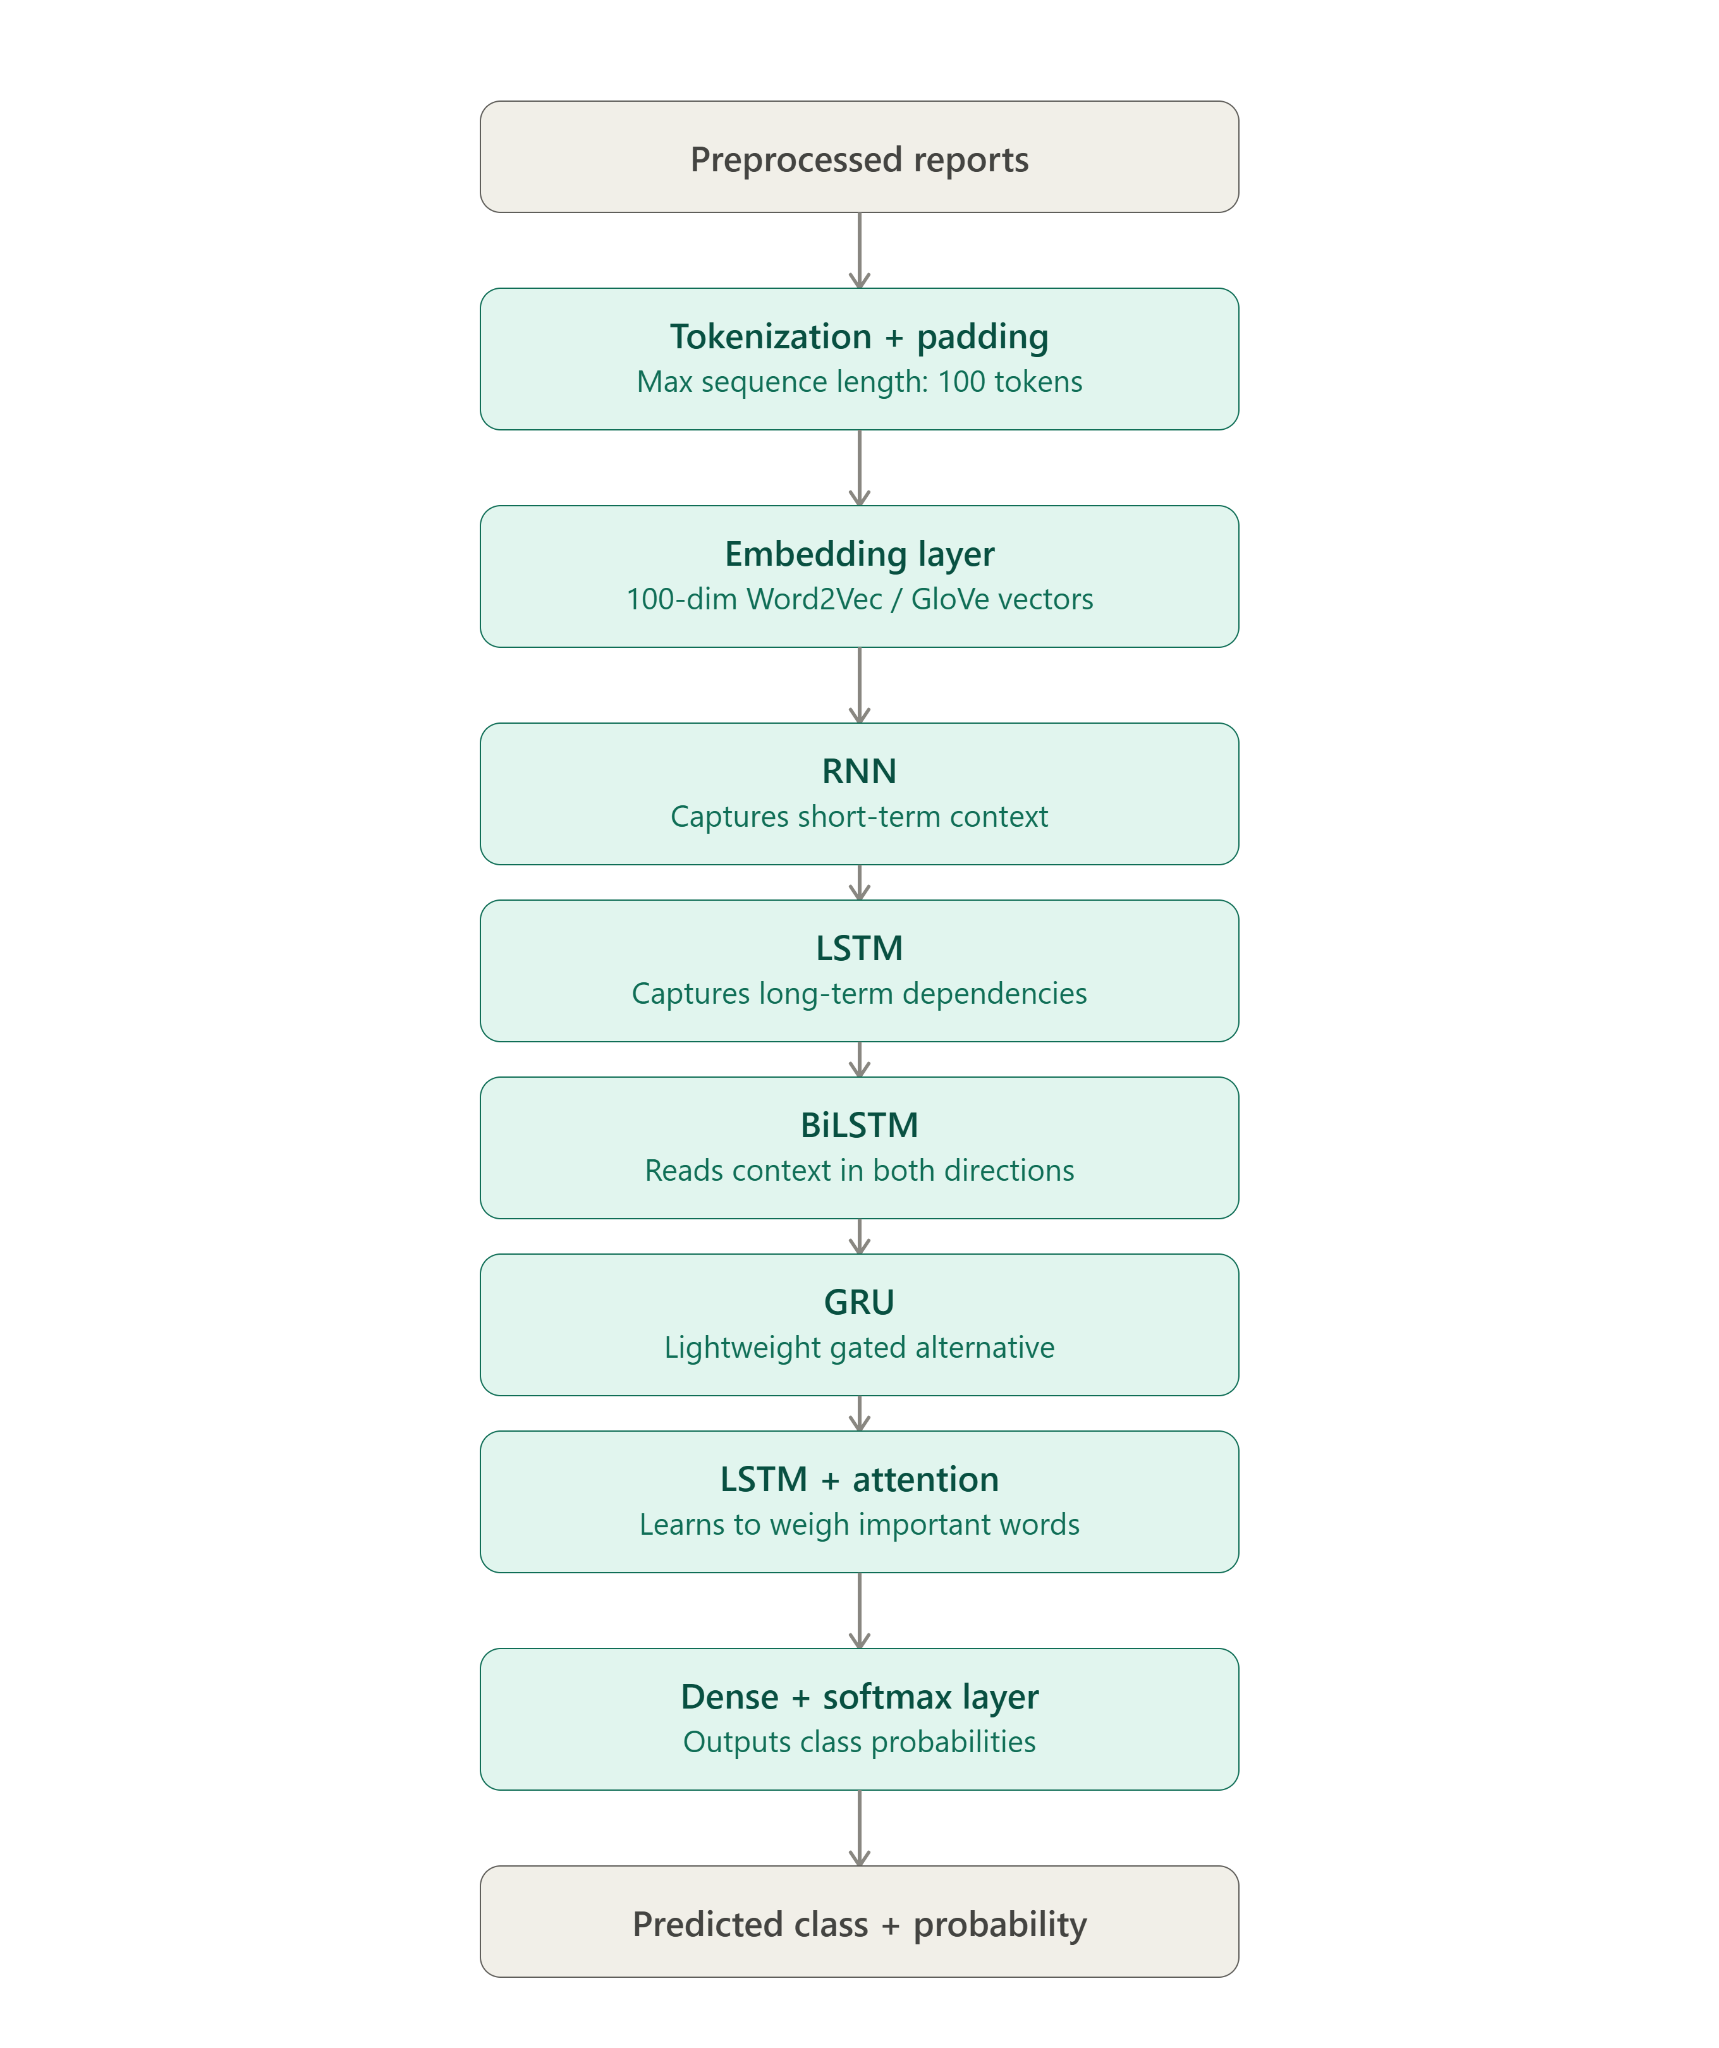 Preprocessed reports
Tokenization + padding
Max sequence length: 100 tokens
Embedding layer
100-dim Word2Vec / GloVe vectors
RNN
Captures short-term context
LSTM
Captures long-term dependencies
BiLSTM
Reads context in both directions
GRU
Lightweight gated alternative
LSTM + attention
Learns to weigh important words
Dense + softmax layer
Outputs class probabilities
Predicted class + probability